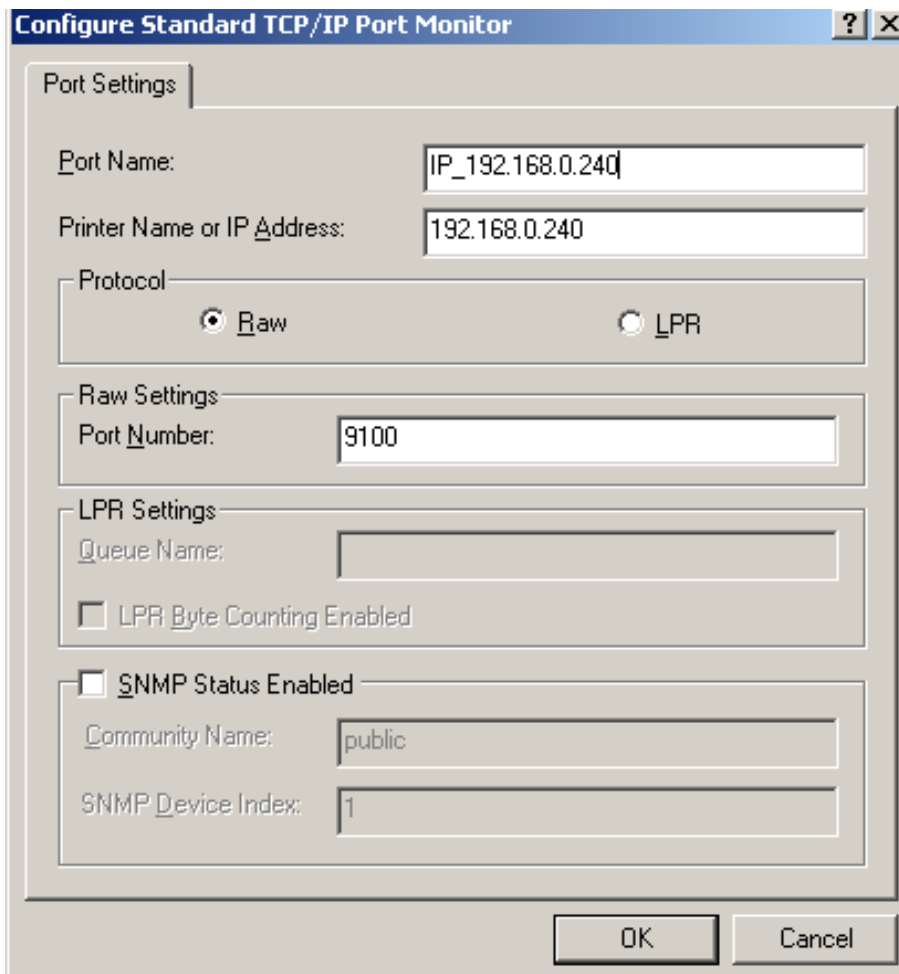 Configure Standard TCP/IP Port Monitor
Port Settings
Port Name: IP_192.168.0.240
Printer Name or IP Address: 192.168.0.240
Protocol
Raw LPR
Raw Settings
Port Number: 9100
LPR Settings
Queue Name:
LPR Byte Counting Enabled
SNMP Status Enabled
Community Name: public
SNMP Device Index: 1
OK Cancel